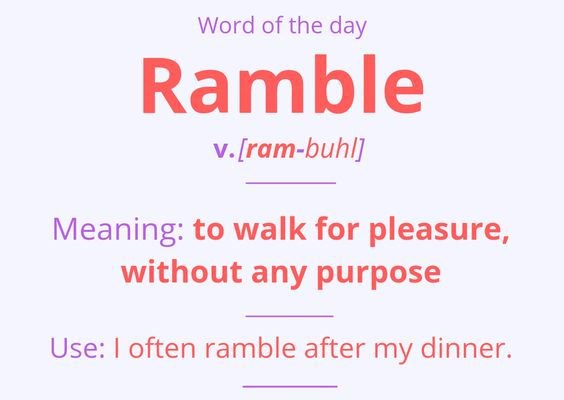 Word of the day
Ramble
v.[ram-buhl]
Meaning: to walk for pleasure,
without any purpose
Use: I often ramble after my dinner.